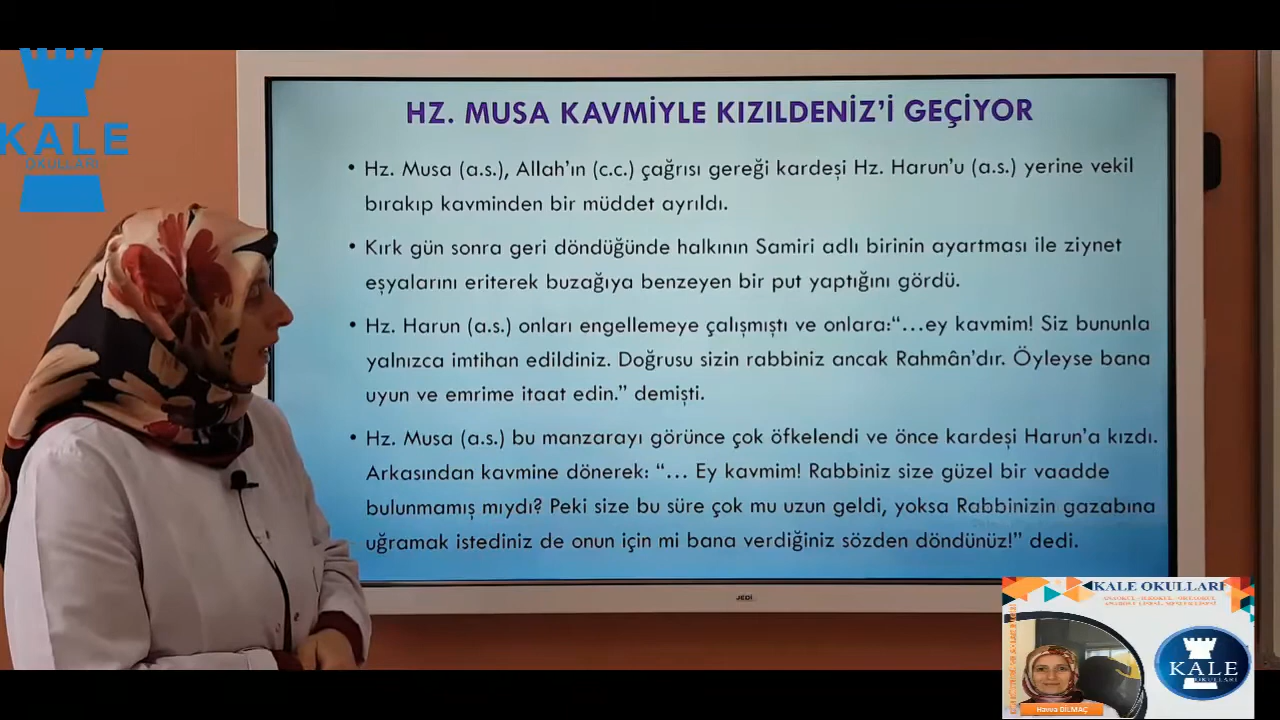 KALE
OKULLARI
HZ. MUSA KAVMİYLE KIZILDENİZ'İ GEÇİYOR
• Hz. Musa (a.s.), Allah'ın (c.c.) çağrısı gereği kardeşi Hz. Harun'u (a.s.) yerine vekil
bırakıp kavminden bir müddet ayrıldı.
• Kırk gün sonra geri döndüğünde halkının Samiri adlı birinin ayartması ile ziynet
eşyalarını eriterek buzağıya benzeyen bir put yaptığını gördü.
• Hz. Harun (a.s.) onları engellemeye çalışmıştı ve onlara:“…ey kavmim! Siz bununla
yalnızca imtihan edildiniz. Doğrusu sizin rabbiniz ancak Rahmân'dır. Öyleyse bana
uyun ve emrime itaat edin.” demişti.
• Hz. Musa (a.s.) bu manzarayı görünce çok öfkelendi ve önce kardeşi Harun'a kızdı.
Arkasından kavmine dönerek: “… Ey kavmim! Rabbiniz size güzel bir vaadde
bulunmamış mıydı? Peki size bu süre çok mu uzun geldi, yoksa Rabbinizin gazabına
uğramak istediniz de onun için mi bana verdiğiniz sözden döndünüz!” dedi.
JEDI
KALE OKULLARI
KALE
OKULLARI
Havva DİLMAÇ